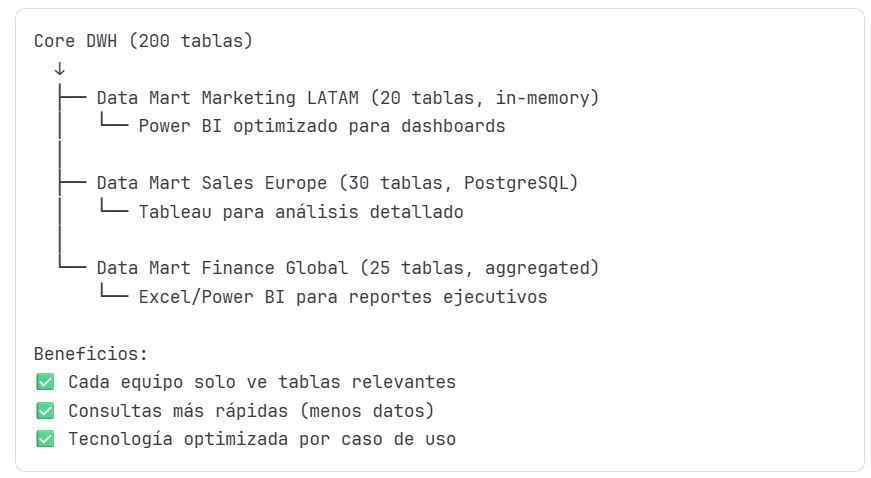 Core DWH (200 tablas)
  ↓
  ├── Data Mart Marketing LATAM (20 tablas, in-memory)
  │   └── Power BI optimizado para dashboards
  │
  ├── Data Mart Sales Europe (30 tablas, PostgreSQL)
  │   └── Tableau para análisis detallado
  │
  └── Data Mart Finance Global (25 tablas, aggregated)
      └── Excel/Power BI para reportes ejecutivos

Beneficios:
✅ Cada equipo solo ve tablas relevantes
✅ Consultas más rápidas (menos datos)
✅ Tecnología optimizada por caso de uso